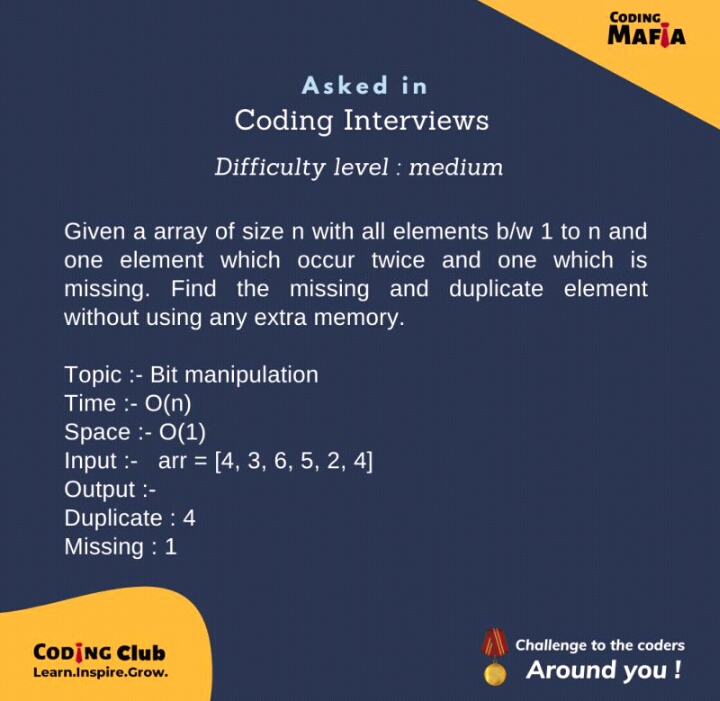 CODING
MAFIA
Asked in
Coding Interviews
Difficulty level : medium
Given a array of size n with all elements b/w 1 to n and
one element which occur twice and one which is
missing. Find the missing and duplicate element
without using any extra memory.
Topic :- Bit manipulation
Time :- O(n)
Space :- O(1)
Input :- arr = [4, 3, 6, 5, 2, 4]
Output :-
Duplicate : 4
Missing : 1
CODING Club
Learn.Inspire.Grow.
Challenge to the coders
Around you !